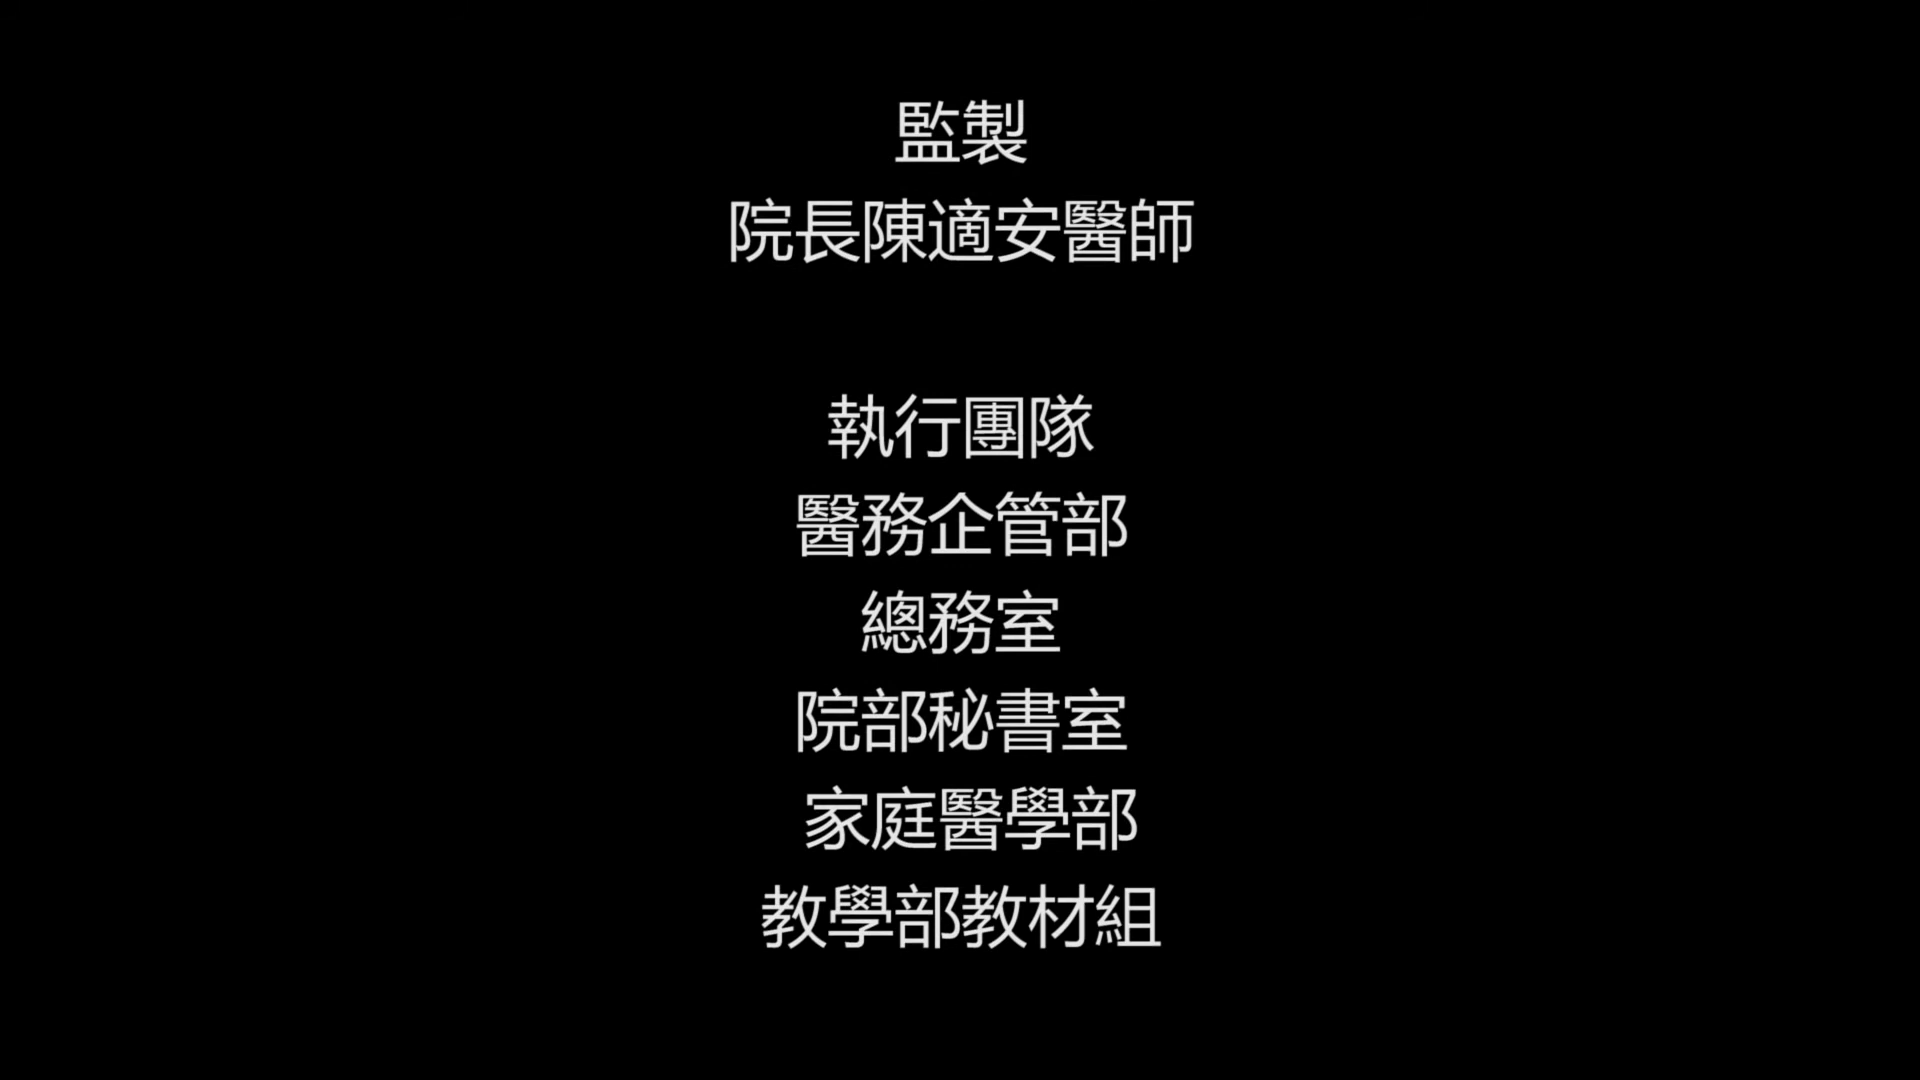 監製
院長陳適安醫師
執行團隊
醫務企管部
總務室
院部秘書室
家庭醫學部
教學部教材組